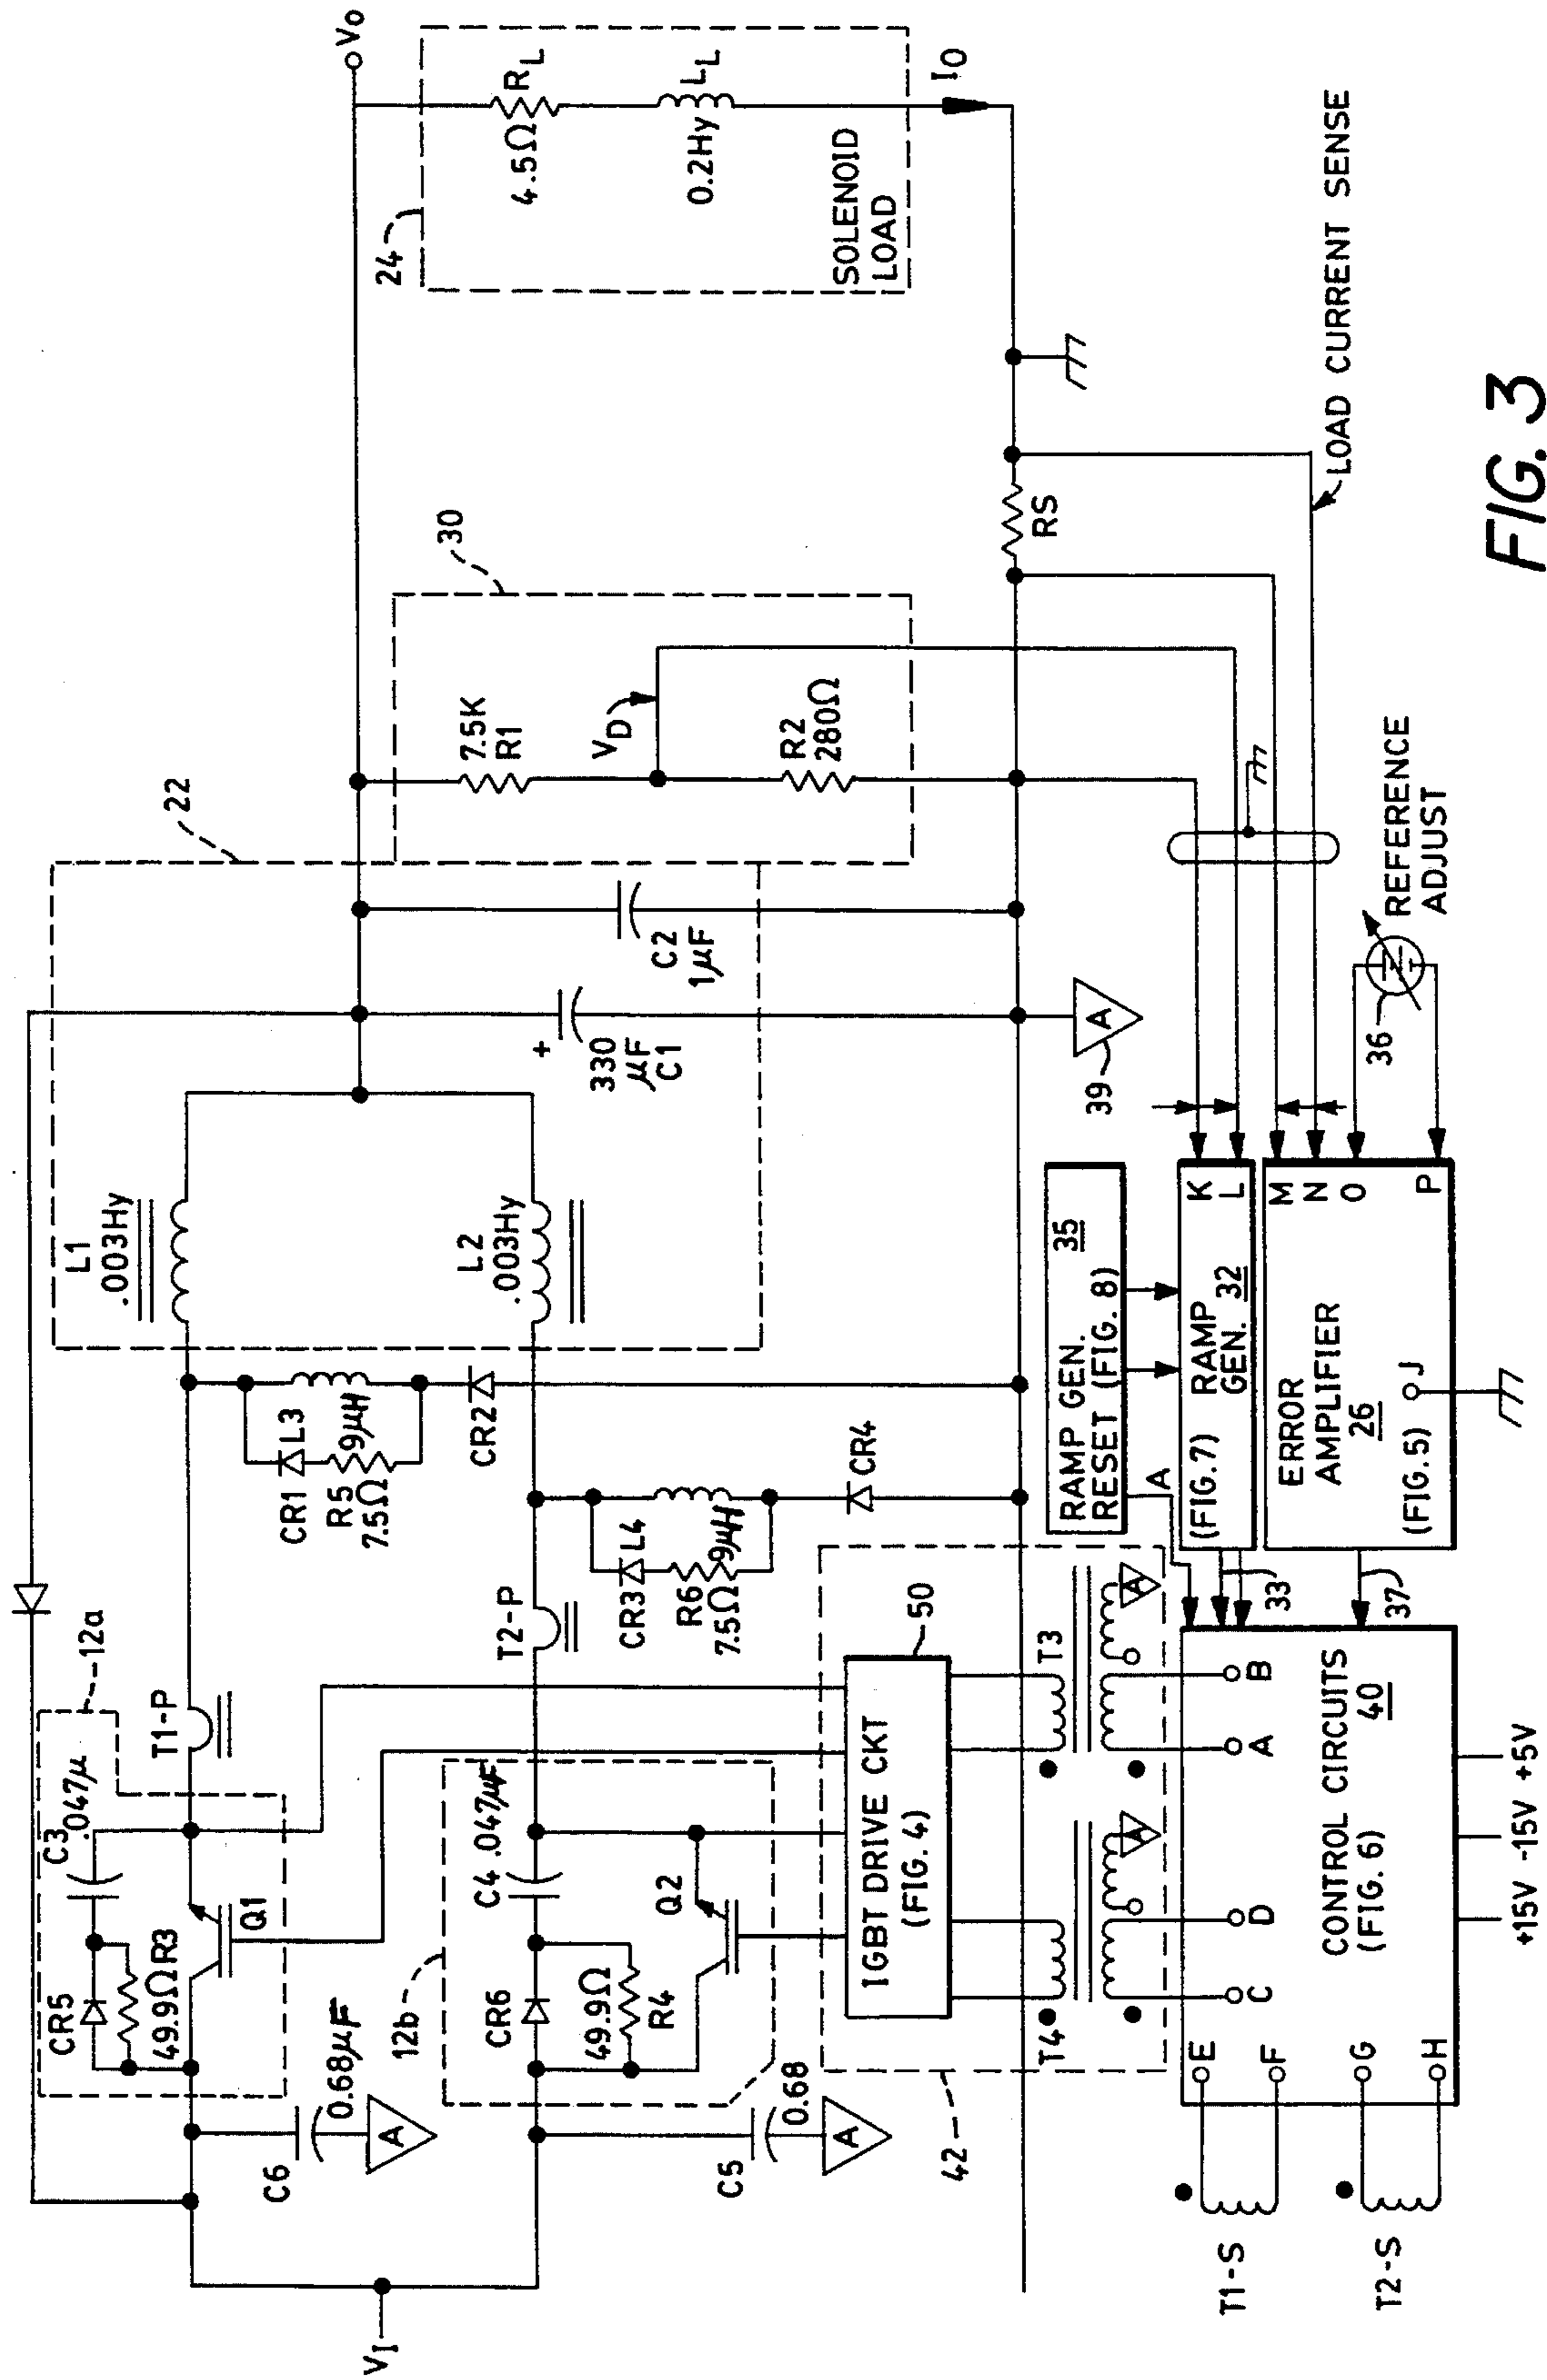 V_I
C6
0.68µF
A
C5
0.68
A
CR5
49.9Ω R3
C3
.047µ
12a
Q1
12b
CR6
49.9Ω
R4
C4 .047µF
Q2
T1-P
T2-P
CR1
L3
R5
7.5Ω
9µH
CR2
CR3
L4
R6
7.5Ω
9µH
CR4
L1
.003Hy
L2
.003Hy
22
+
330
µF
C1
C2
1µF
A
39
30
7.5K
R1
V_D
R2
280Ω
RS
24
4.5Ω
R_L
0.2Hy
L_L
SOLENOID
LOAD
Vo
I_O
LOAD CURRENT SENSE
42
IGBT DRIVE CKT
(FIG. 4)
50
T4
T3
A
A
T1-S
T2-S
E
F
G
H
C
D
A
B
CONTROL CIRCUITS
(FIG. 6)
40
+15V -15V +5V
33
37
A
RAMP GEN.
RESET (FIG. 8)
35
(FIG. 7)
RAMP
GEN. 32
K
L
ERROR
AMPLIFIER
26
(FIG. 5)
J
M
N
O
P
36
REFERENCE
ADJUST
FIG. 3